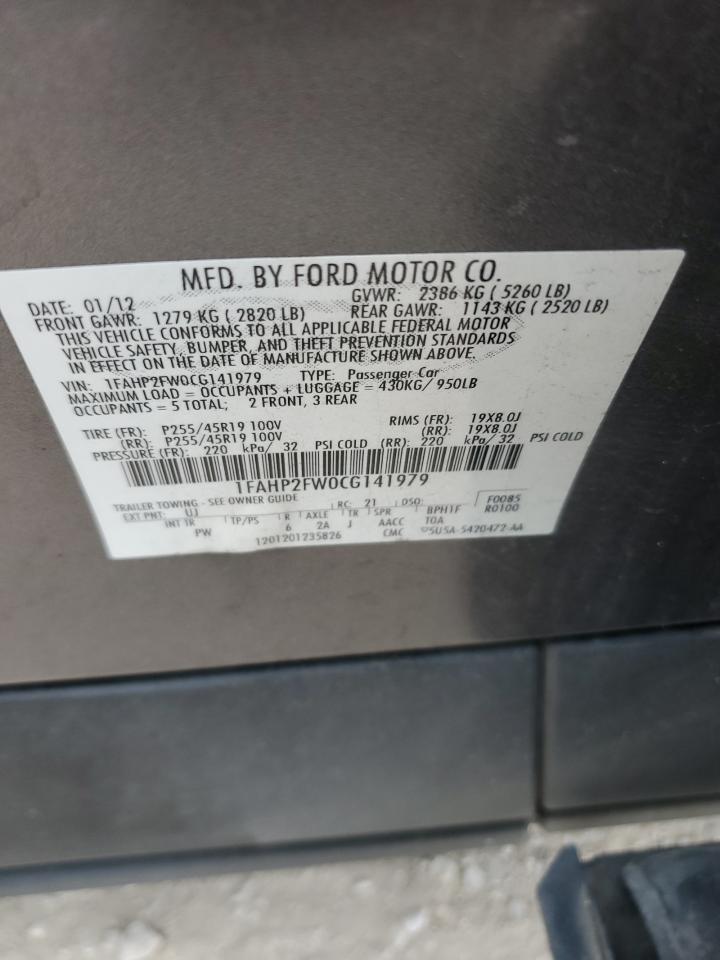 MFD. BY FORD MOTOR CO.
DATE: 01/12 GVWR: 2386 KG ( 5260 LB)
FRONT GAWR: 1279 KG ( 2820 LB) REAR GAWR: 1143 KG ( 2520 LB)
THIS VEHICLE CONFORMS TO ALL APPLICABLE FEDERAL MOTOR
VEHICLE SAFETY, BUMPER, AND THEFT PREVENTION STANDARDS
IN EFFECT ON THE DATE OF MANUFACTURE SHOWN ABOVE.
VIN: 1FAHP2FW0CG141979 TYPE: Passenger Car
MAXIMUM LOAD = OCCUPANTS + LUGGAGE = 430KG/ 950LB
OCCUPANTS = 5 TOTAL; 2 FRONT, 3 REAR
TIRE (FR): P255/45R19 100V RIMS (FR): 19X8.0J
(RR): P255/45R19 100V (RR): 19X8.0J
PRESSURE (FR): 220 kPa/ 32 PSI COLD (RR): 220 kPa/ 32 PSI COLD
1FAHP2FW0CG141979
TRAILER TOWING - SEE OWNER GUIDE F0085
EXT PNT: UJ RC: 21 DSO: R0100
INT TR TP/PS R AXLE TR SPR BPH1F
PW 6 2A J AACC TOA
1201201235826 CMC 5U5A-5420472-AA